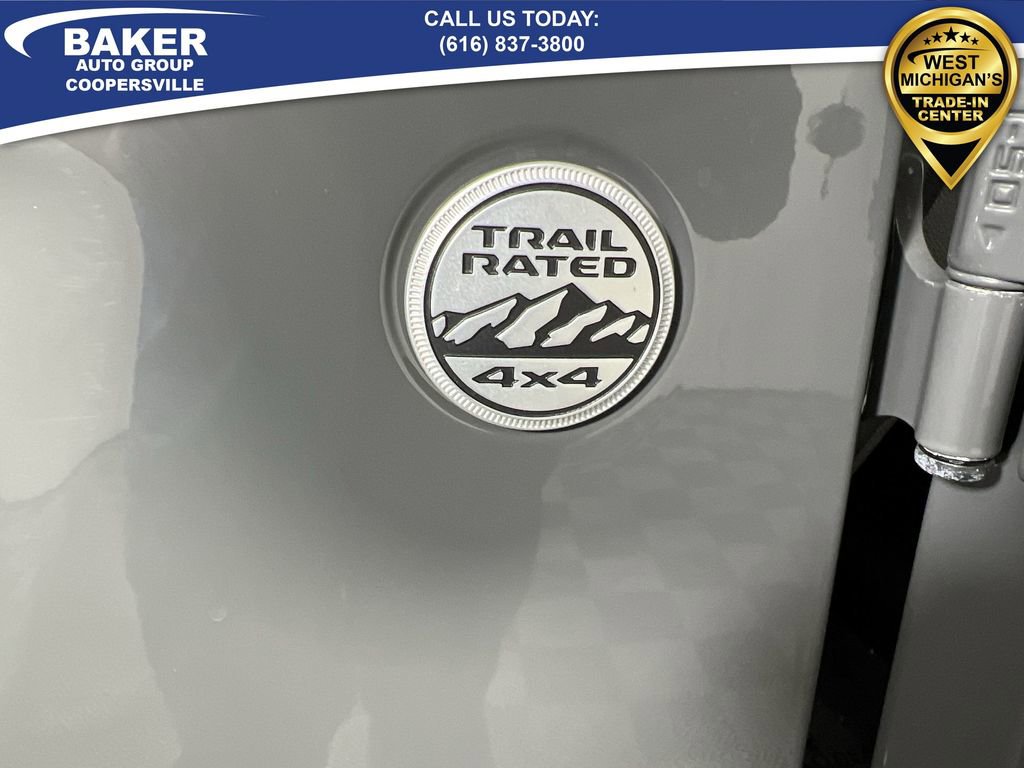 BAKER
AUTO GROUP
COOPERSVILLE
CALL US TODAY:
(616) 837-3800
WEST
MICHIGAN'S
TRADE-IN
CENTER
TRAIL
RATED
4x4